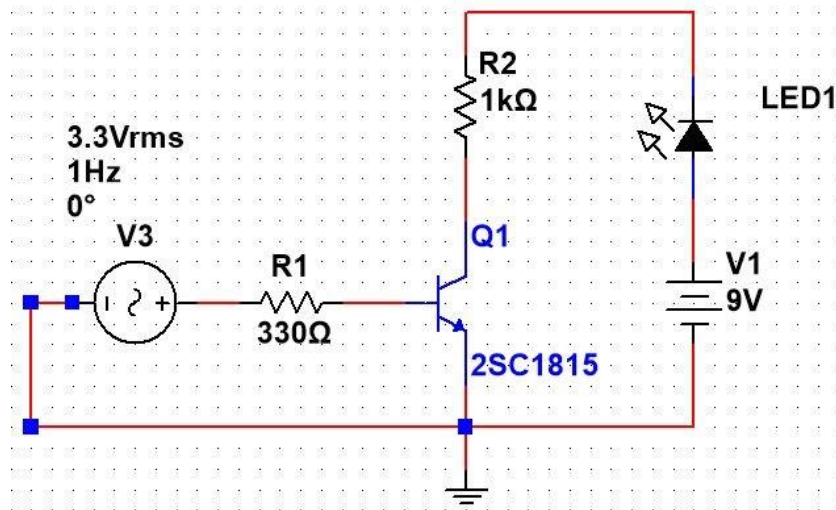 R2
1kΩ
LED1
3.3Vrms
1Hz
0°
V3
R1
330Ω
Q1
2SC1815
V1
9V